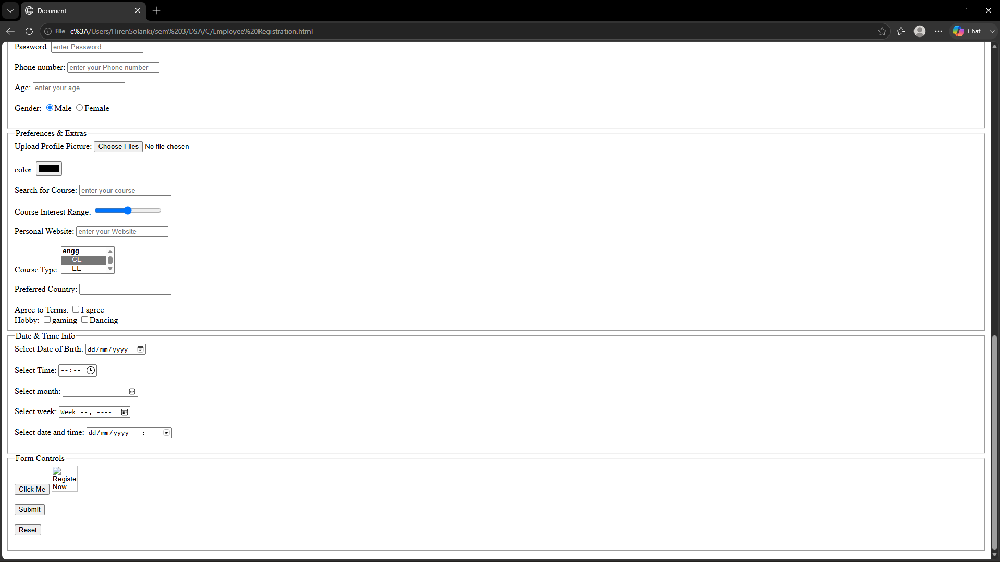 Document
File c%3A/Users/HirenSolanki/sem%203/DSA/C/Employee%20Registration.html
Chat
Password: enter Password
Phone number: enter your Phone number
Age: enter your age
Gender: Male Female
Preferences & Extras
Upload Profile Picture: Choose Files No file chosen
color:
Search for Course: enter your course
Course Interest Range:
Personal Website: enter your Website
engg
CE
EE
Course Type:
Preferred Country:
Agree to Terms: I agree
Hobby: gaming Dancing
Date & Time Info
Select Date of Birth: dd/mm/yyyy
Select Time: --:--
Select month: --------- ----
Select week: Week --, ----
Select date and time: dd/mm/yyyy --:--
Form Controls
Register
Now
Click Me
Submit
Reset